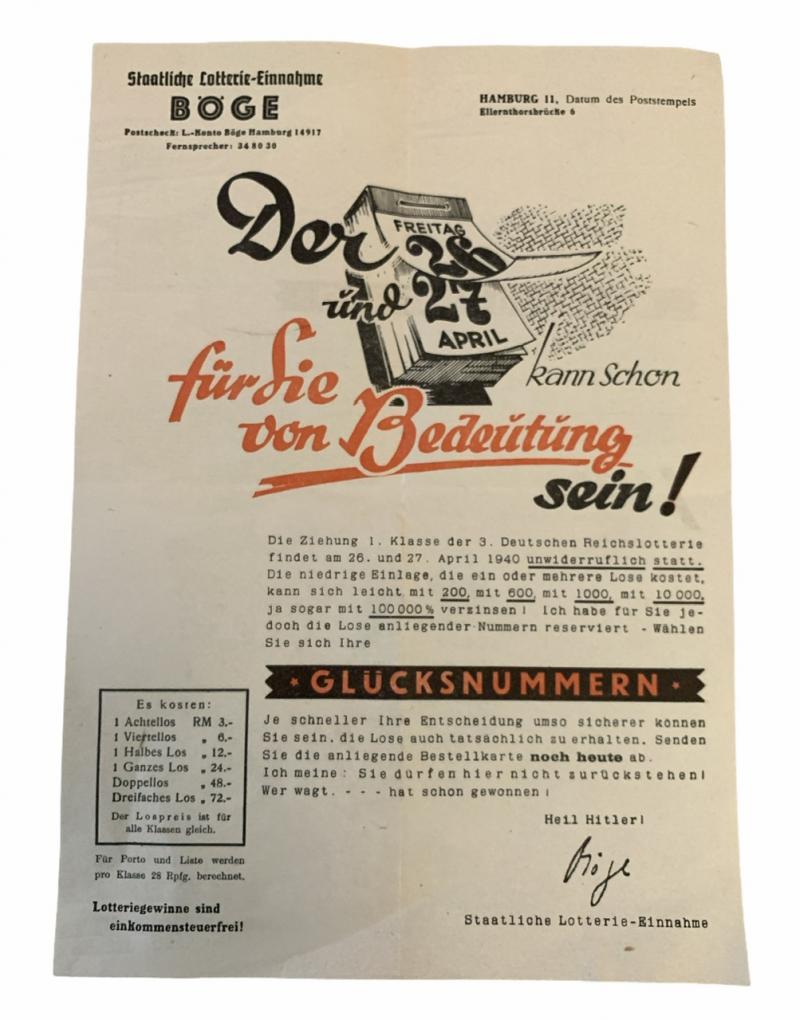 Staatliche Lotterie-Einnahme
BÖGE
Postscheck: L.-Konto Böge Hamburg 14917
Fernsprecher: 34 80 30
HAMBURG 11, Datum des Poststempels
Ellernthorsbrücke 6
Der
FREITAG
26
und 27
APRIL
kann Schon
für Sie
von Bedeutung
sein!
Die Ziehung 1. Klasse der 3. Deutschen Reichslotterie
findet am 26. und 27. April 1940 unwiderruflich statt.
Die niedrige Einlage, die ein oder mehrere Lose kostet,
kann sich leicht mit 200, mit 600, mit 1000, mit 10 000,
ja sogar mit 100 000 % verzinsen! Ich habe für Sie je-
doch die Lose anliegender Nummern reserviert - Wählen
Sie sich Ihre
GLÜCKSNUMMERN
Je schneller Ihre Entscheidung umso sicherer können
Sie sein, die Lose auch tatsächlich zu erhalten. Senden
Sie die anliegende Bestellkarte noch heute ab.
Ich meine: Sie dürfen hier nicht zurückstehen!
Wer wagt. - - - hat schon gewonnen!
Heil Hitler!
Böge
Staatliche Lotterie-Einnahme
Es kosten:
1 Achtellos RM 3.-
1 Viertellos „ 6.-
1 Halbes Los „ 12.-
1 Ganzes Los „ 24.-
Doppellos „ 48.-
Dreifaches Los „ 72.-
Der Lospreis ist für
alle Klassen gleich.
Für Porto und Liste werden
pro Klasse 28 Rpfg. berechnet.
Lotteriegewinne sind
einkommensteuerfrei!